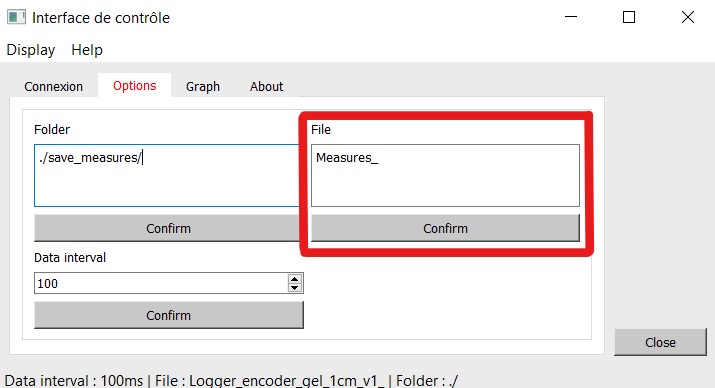 Interface de contrôle
Display Help
Connexion Options Graph About
Folder File
./save_measures/ Measures_
Confirm Confirm
Data interval
100
Confirm
Close
Data interval : 100ms | File : Logger_encoder_gel_1cm_v1_ | Folder : ./